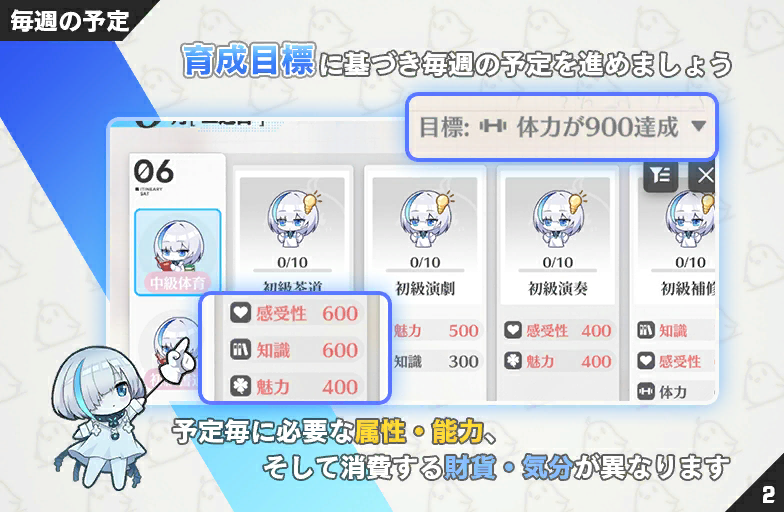 毎週の予定
育成目標に基づき毎週の予定を進めましょう
目標: 体力が900達成 ▼
06
ITINERARY
SAT
中級体育
0/10
初級茶道
0/10
初級演劇
0/10
初級演奏
0/10
初級補修
感受性 600
知識 600
魅力 400
魅力 500
知識 300
感受性 400
魅力 400
知識
感受性
体力
予定毎に必要な属性・能力、
そして消費する財貨・気分が異なります
2